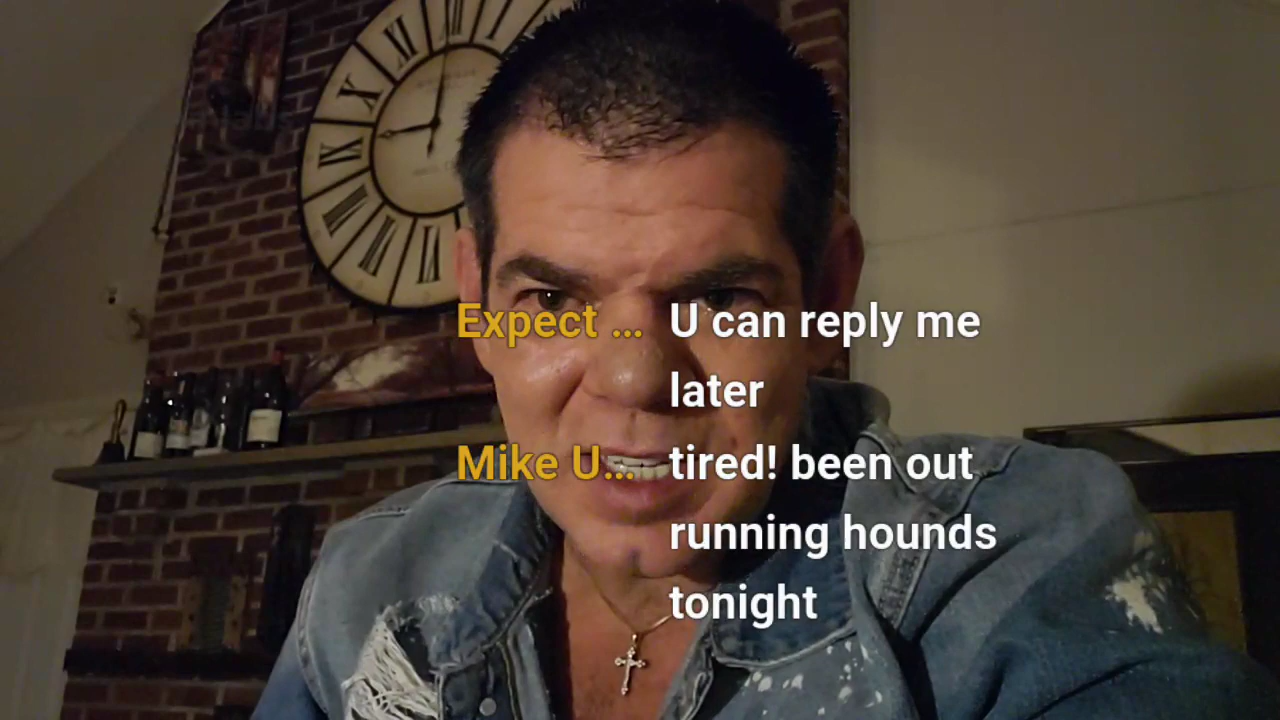 Expect ... U can reply me
later
Mike U... tired! been out
running hounds
tonight